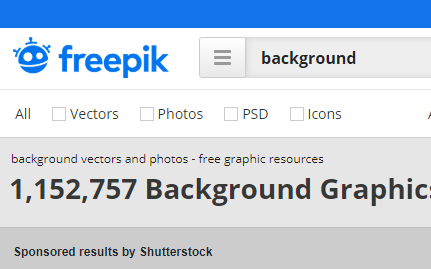 freepik
background
All Vectors Photos PSD Icons
background vectors and photos - free graphic resources
1,152,757 Background Graphics
Sponsored results by Shutterstock